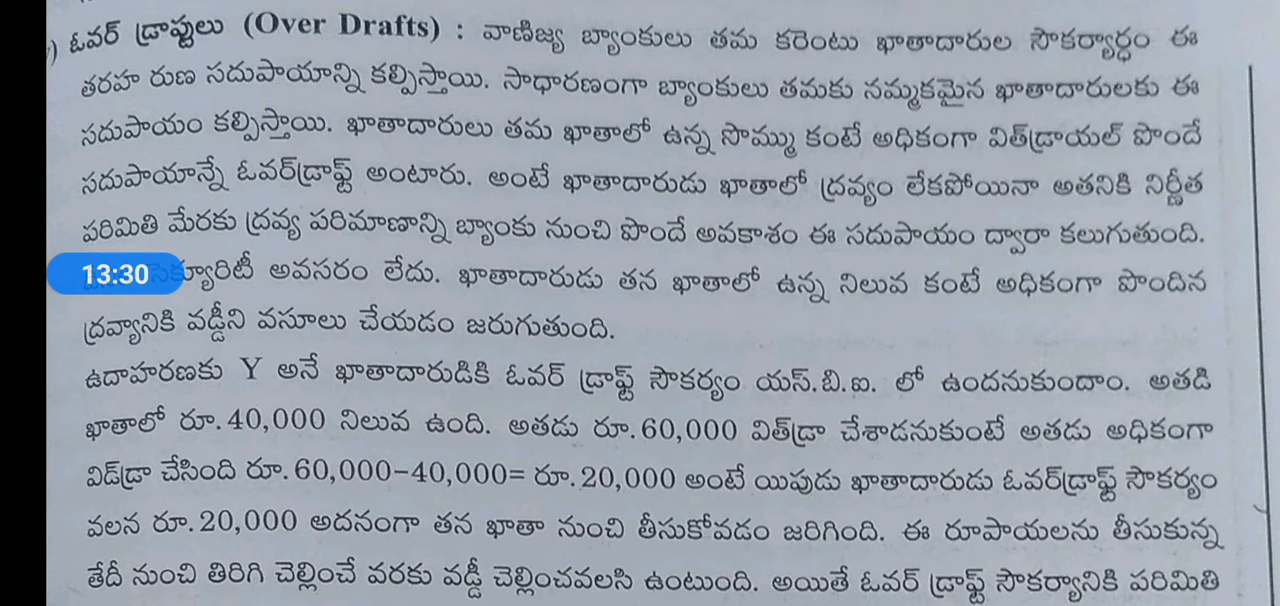 ) ఓవర్ డ్రాఫ్టులు (Over Drafts) : వాణిజ్య బ్యాంకులు తమ కరెంటు ఖాతాదారుల సౌకర్యార్ధం ఈ
తరహా రుణ సదుపాయాన్ని కల్పిస్తాయి. సాధారణంగా బ్యాంకులు తమకు నమ్మకమైన ఖాతాదారులకు ఈ
సదుపాయం కల్పిస్తాయి. ఖాతాదారులు తమ ఖాతాలో ఉన్న సొమ్ము కంటే అధికంగా విత్‌డ్రాయల్ పొందే
సదుపాయాన్నే ఓవర్‌డ్రాఫ్ట్ అంటారు. అంటే ఖాతాదారుడు ఖాతాలో ద్రవ్యం లేకపోయినా అతనికి నిర్ణీత
పరిమితి మేరకు ద్రవ్య పరిమాణాన్ని బ్యాంకు నుంచి పొందే అవకాశం ఈ సదుపాయం ద్వారా కలుగుతుంది.
13:30 సెక్యూరిటీ అవసరం లేదు. ఖాతాదారుడు తన ఖాతాలో ఉన్న నిలువ కంటే అధికంగా పొందిన
ద్రవ్యానికి వడ్డీని వసూలు చేయడం జరుగుతుంది.
ఉదాహరణకు Y అనే ఖాతాదారుడికి ఓవర్ డ్రాఫ్ట్ సౌకర్యం యస్.బి.ఐ. లో ఉందనుకుందాం. అతడి
ఖాతాలో రూ.40,000 నిలువ ఉంది. అతడు రూ.60,000 విత్‌డ్రా చేశాడనుకుంటే అతడు అధికంగా
విడ్‌డ్రా చేసింది రూ.60,000–40,000= రూ.20,000 అంటే యిపుడు ఖాతాదారుడు ఓవర్‌డ్రాఫ్ట్ సౌకర్యం
వలన రూ.20,000 అదనంగా తన ఖాతా నుంచి తీసుకోవడం జరిగింది. ఈ రూపాయలను తీసుకున్న
తేదీ నుంచి తిరిగి చెల్లించే వరకు వడ్డీ చెల్లించవలసి ఉంటుంది. అయితే ఓవర్ డ్రాఫ్ట్ సౌకర్యానికి పరిమితి